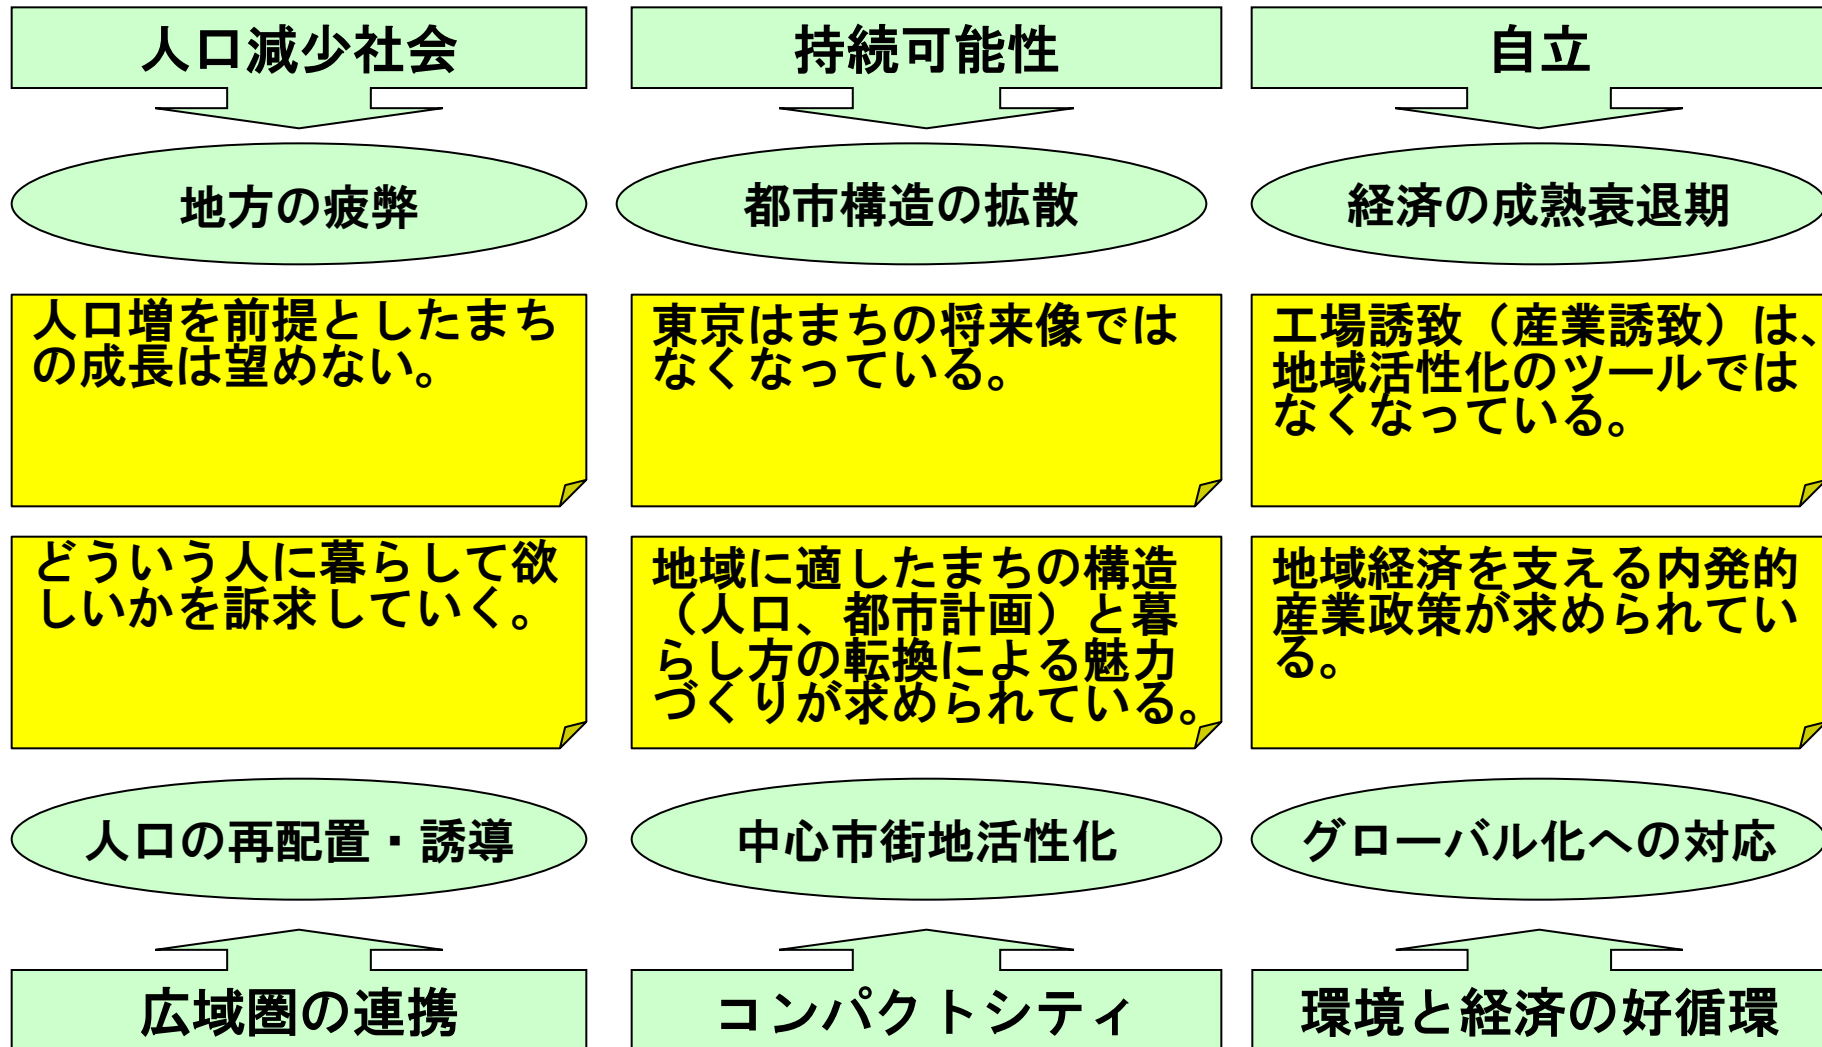 人口減少社会
持続可能性
自立
地方の疲弊
都市構造の拡散
経済の成熟衰退期
人口増を前提としたまち
の成長は望めない。
東京はまちの将来像では
なくなっている。
工場誘致（産業誘致）は、
地域活性化のツールでは
なくなっている。
どういう人に暮らして欲
しいかを訴求していく。
地域に適したまちの構造
（人口、都市計画）と暮
らし方の転換による魅力
づくりが求められている。
地域経済を支える内発的
産業政策が求められてい
る。
人口の再配置・誘導
中心市街地活性化
グローバル化への対応
広域圏の連携
コンパクトシティ
環境と経済の好循環